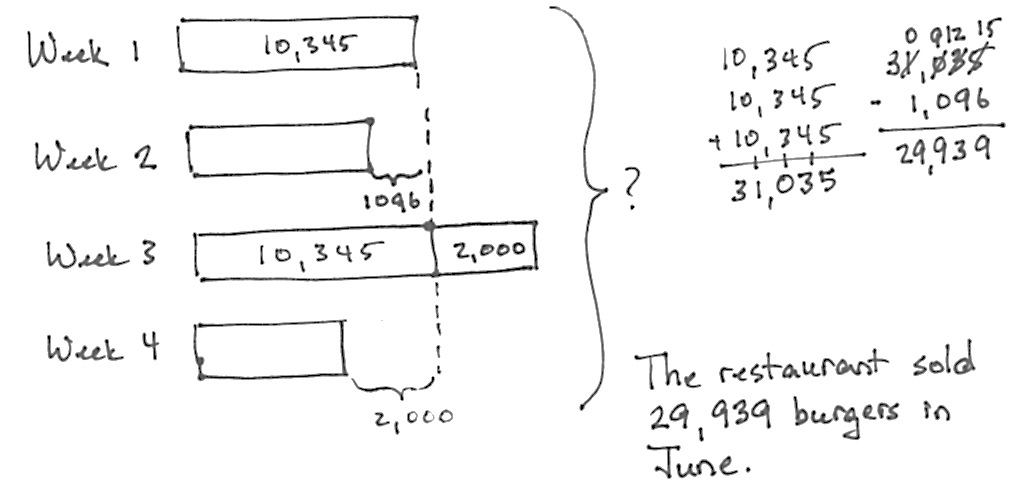 Week 1 10,345
Week 2
1096
Week 3 10,345 2,000
Week 4
2,000
?
10,345
10,345
+ 10,345
31,035
0 9 12 15
31,035
- 1,096
29,939
The restaurant sold
29,939 burgers in
June.